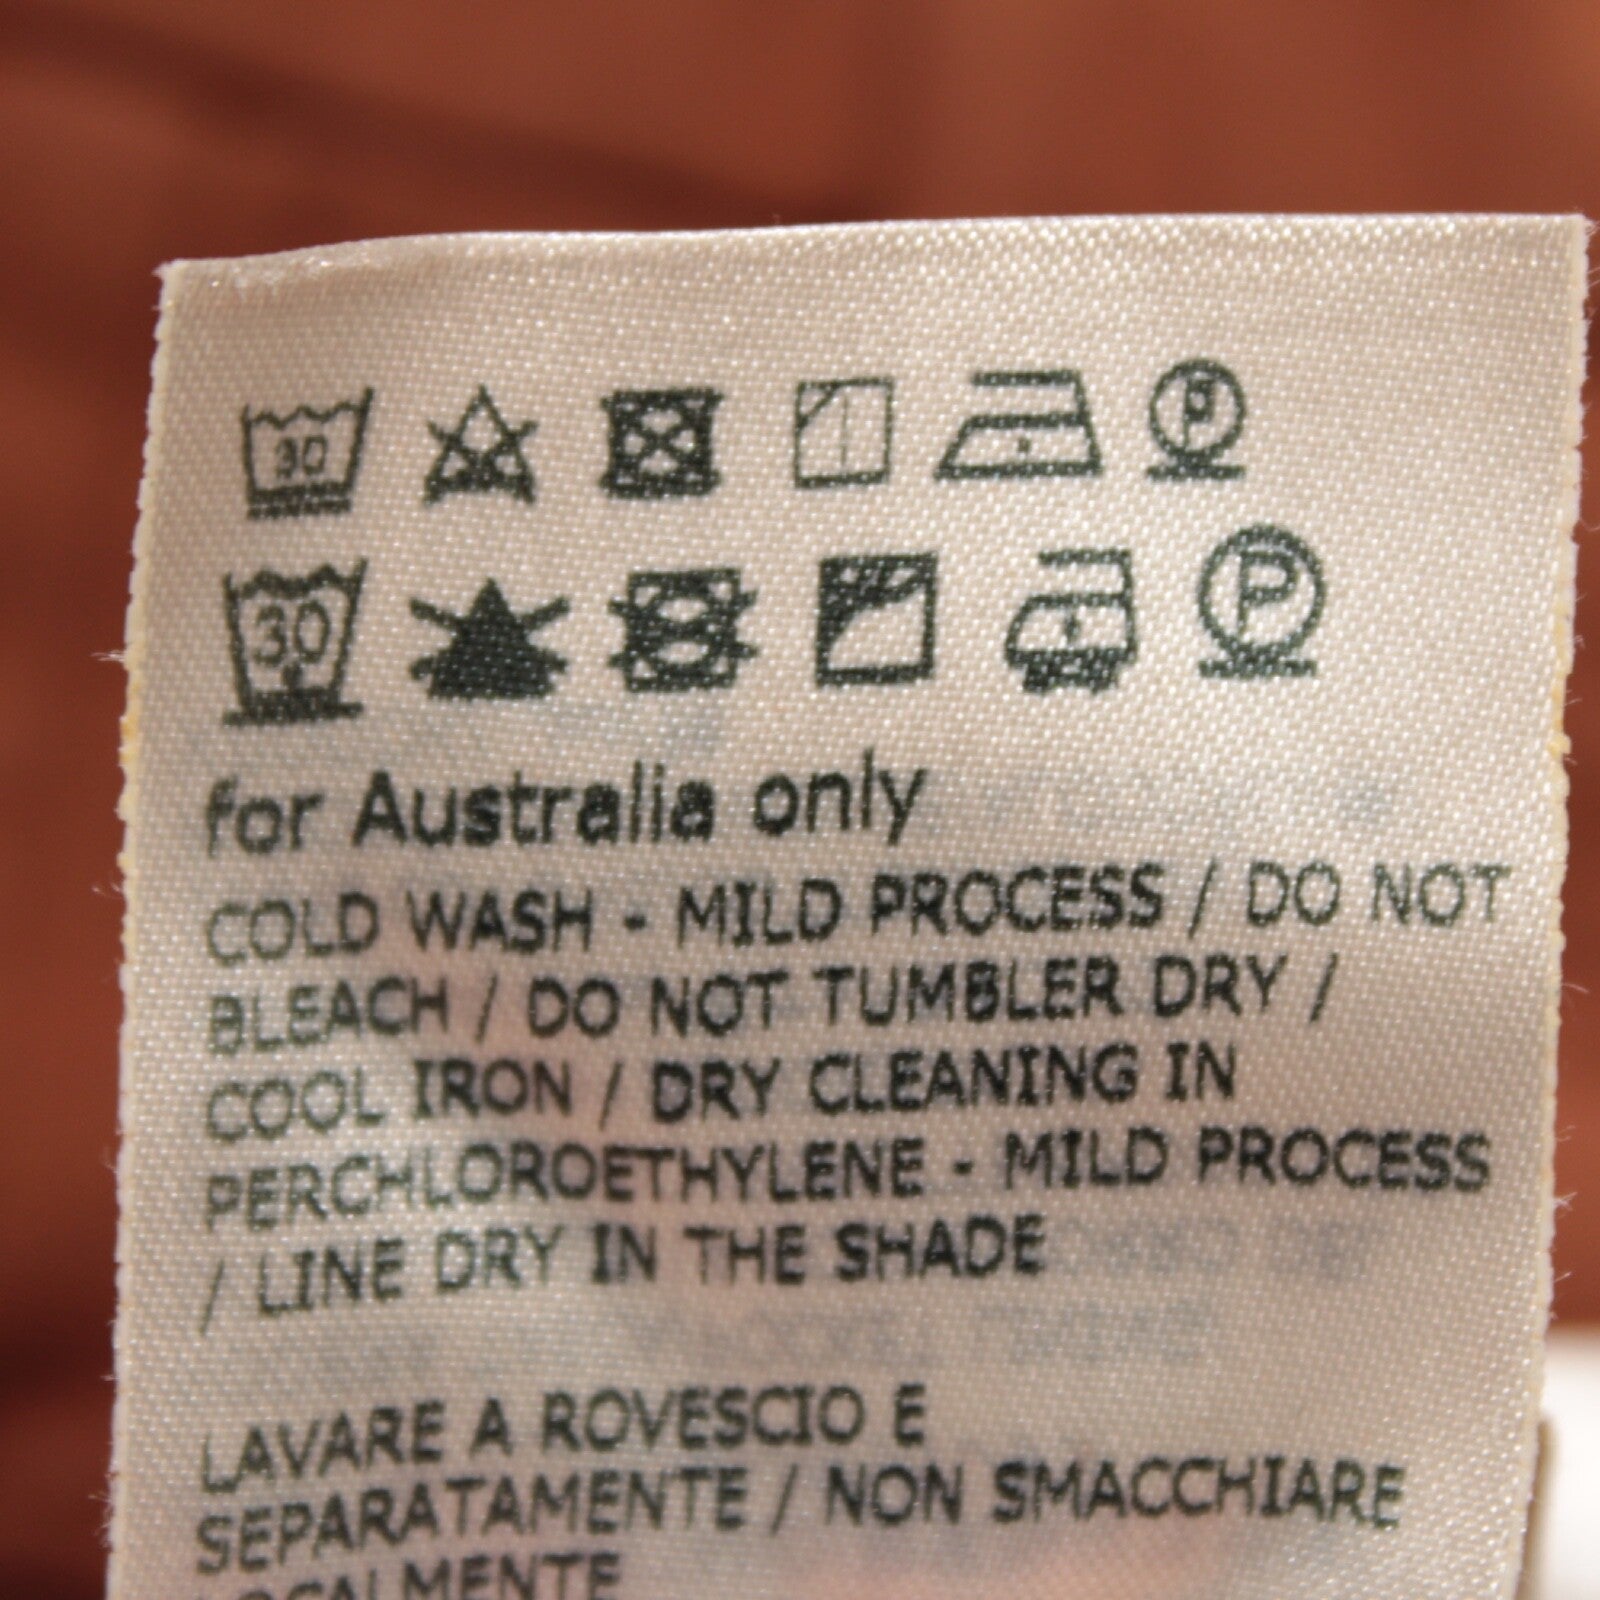 30 P
30 P
for Australia only
COLD WASH - MILD PROCESS / DO NOT
BLEACH / DO NOT TUMBLER DRY /
COOL IRON / DRY CLEANING IN
PERCHLOROETHYLENE - MILD PROCESS
/ LINE DRY IN THE SHADE
LAVARE A ROVESCIO E
SEPARATAMENTE / NON SMACCHIARE
LOCALMENTE